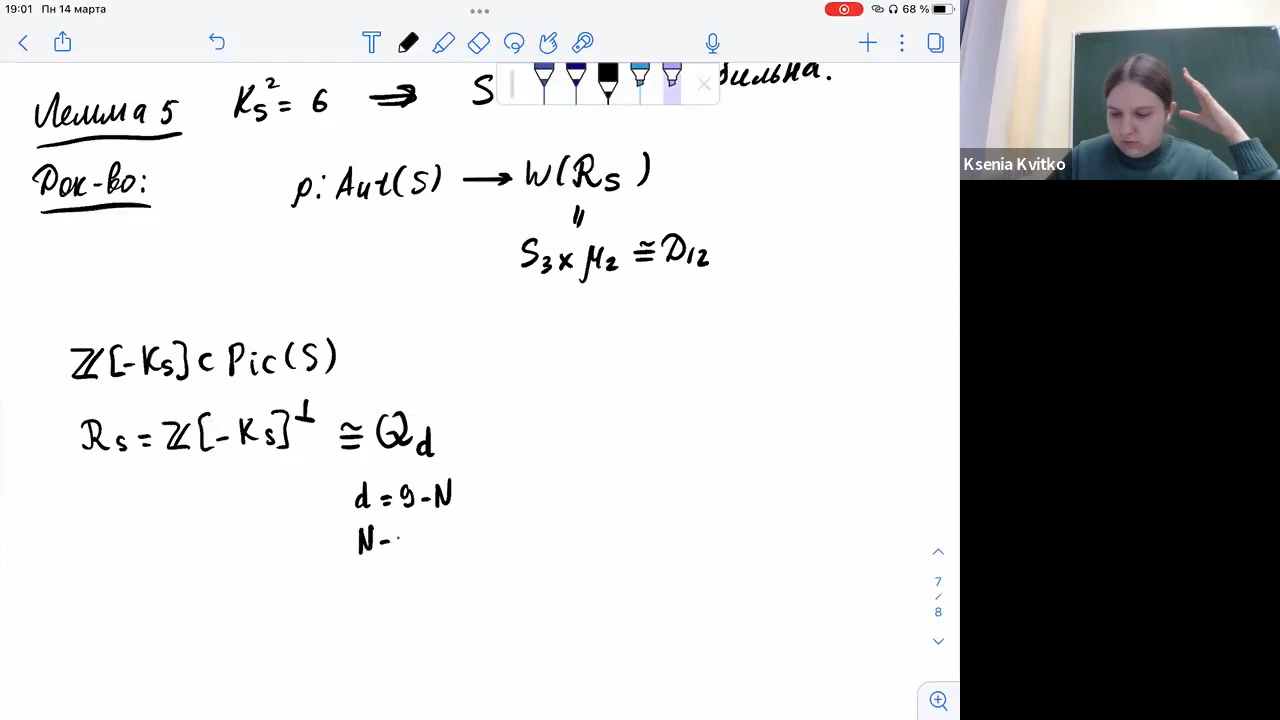 19:01 Пн 14 марта
68 %
Лемма 5 K_S^2 = 6 ⇒ S бильна.
Ksenia Kvitko
Док-во: ρ: Aut(S) → W(R_S)
||
S_3 × μ_2 ≅ D_12
ℤ[-K_S] ⊂ Pic(S)
R_S = ℤ[-K_S]^⊥ ≅ Q_d
d = 9 - N
N -
7
/
8